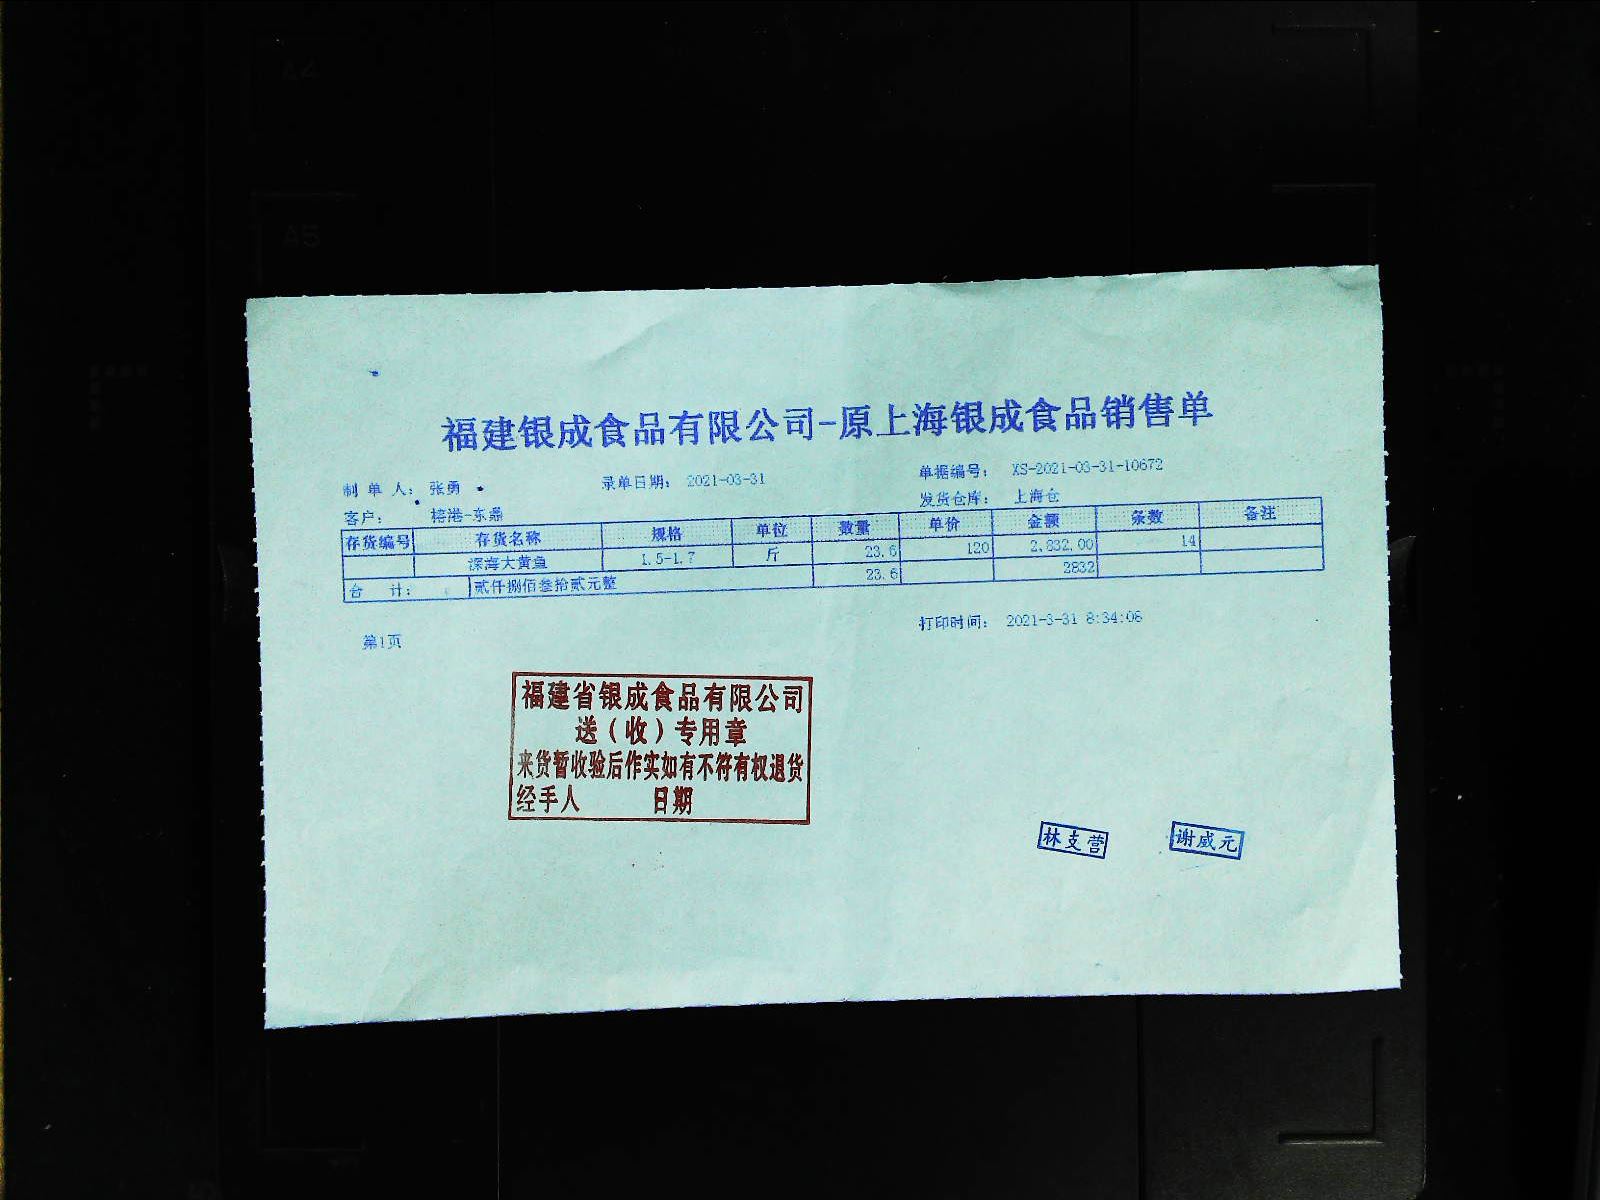 A4
A5
福建银成食品有限公司-原上海银成食品销售单
制 单 人: 张勇 录单日期: 2021-03-31 单据编号: XS-2021-03-31-10672
客户: 榕港-东鼎 发货仓库: 上海仓
存货编号 存货名称 规格 单位 数量 单价 金额 条数 备注
深海大黄鱼 1.5-1.7 斤 23.6 120 2,832.00 14
合 计: 贰仟捌佰叁拾贰元整 23.6 2832
第1页 打印时间: 2021-3-31 8:34:06
福建省银成食品有限公司
送(收)专用章
来货暂收验后作实如有不符有权退货
经手人 日期
林支营 谢威元